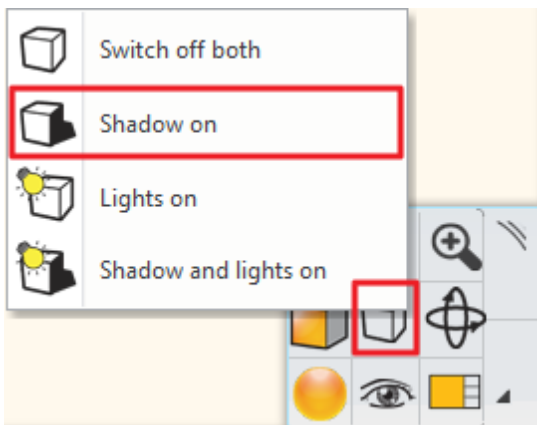 Switch off both
Shadow on
Lights on
Shadow and lights on